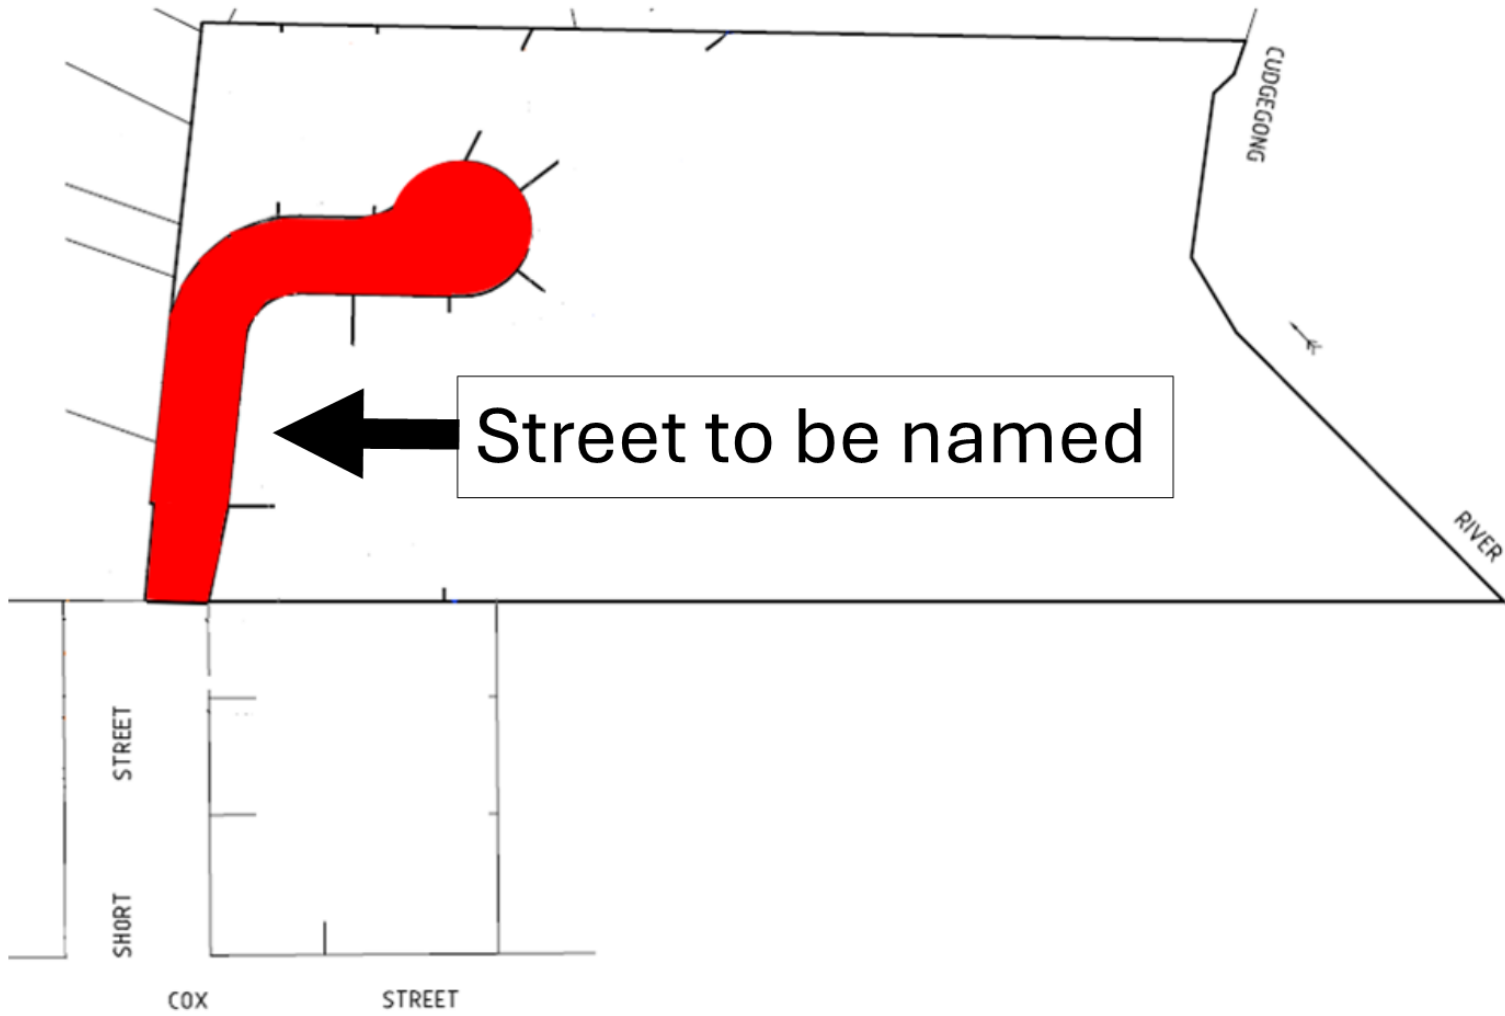 CUDGEGONG
Street to be named
RIVER
SHORT STREET
COX STREET